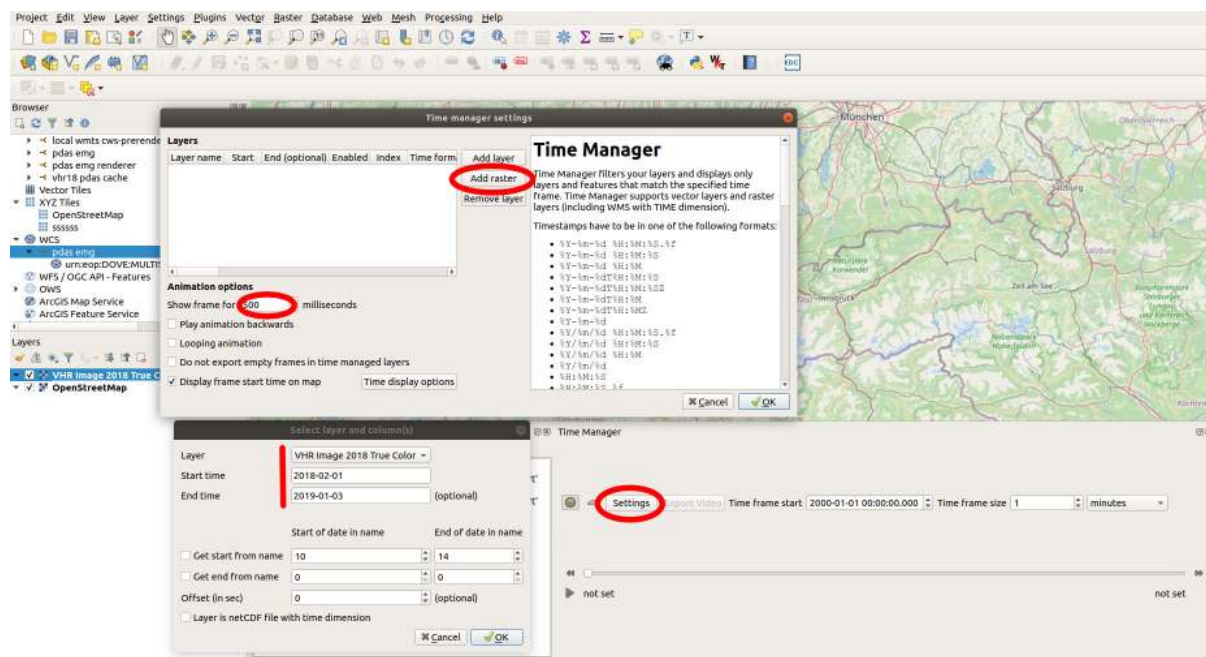 Project Edit View Layer Settings Plugins Vector Raster Database Web Mesh Processing Help
Browser
local wmts cws-prerende
pdas emg
pdas emg renderer
vhr18 pdas cache
Vector Tiles
XYZ Tiles
OpenStreetMap
ssssss
WCS
pdas emg
urn:eop:DOVE:MULTIS
WFS / OGC API - Features
OWS
ArcGIS Map Service
ArcGIS Feature Service
Layers
VHR Image 2018 True C
OpenStreetMap
Time manager settings
Layers
Layer name Start End (optional) Enabled Index Time form
Add layer
Add raster
Remove layer
Animation options
Show frame for 500 milliseconds
Play animation backwards
Looping animation
Do not export empty frames in time managed layers
Display frame start time on map Time display options
Time Manager
Time Manager filters your layers and displays only
layers and features that match the specified time
frame. Time Manager supports vector layers and raster
layers (including WMS with TIME dimension).
Timestamps have to be in one of the following formats:
%Y-%m-%d %H:%M:%S.%f
%Y-%m-%d %H:%M:%S
%Y-%m-%d %H:%M
%Y-%m-%dT%H:%M:%S
%Y-%m-%dT%H:%M:%SZ
%Y-%m-%dT%H:%M
%Y-%m-%dT%H:%MZ
%Y-%m-%d
%Y/%m/%d %H:%M:%S.%f
%Y/%m/%d %H:%M:%S
%Y/%m/%d %H:%M
%Y/%m/%d
%H:%M:%S
%H:%M:%S.%f
Cancel OK
München
Oberösterreich
Salzburg
Salzburg
Naturpark
Karwendel
Zell am See
Innsbruck
Nationalpark
Hohe Tauern
Select layer and column(s)
Layer VHR Image 2018 True Color
Start time 2018-02-01
End time 2019-01-03 (optional)
Start of date in name End of date in name
Get start from name 10 14
Get end from name 0 0
Offset (in sec) 0 (optional)
Layer is netCDF file with time dimension
Cancel OK
Time Manager
Settings Export Video Time frame start 2000-01-01 00:00:00.000 Time frame size 1 minutes
not set not set